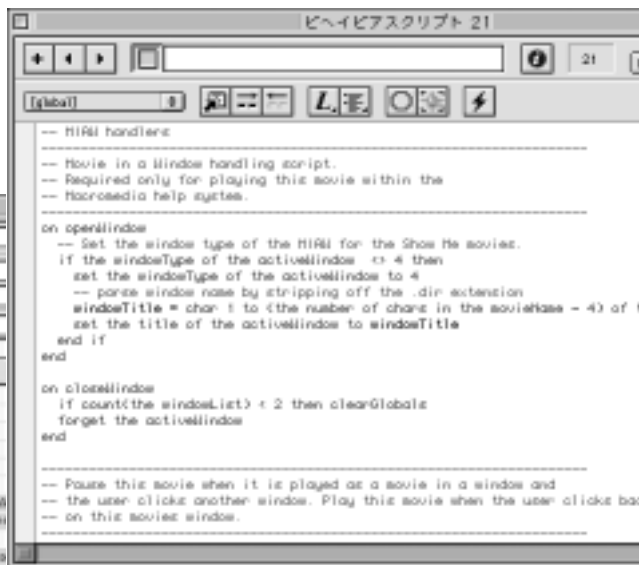 ビヘイビアスクリプト 21
21
[global]
-- MIAW handlers
-- Movie in a Window handling script.
-- Required only for playing this movie within the
-- Macromedia help system.
on openWindow
-- Set the window type of the MIAW for the Show Me movies.
if the windowType of the activeWindow <> 4 then
set the windowType of the activeWindow to 4
-- parse window name by stripping off the .dir extension
windowTitle = char 1 to (the number of chars in the movieName - 4) of
set the title of the activeWindow to windowTitle
end if
end
on closeWindow
if count(the windowList) < 2 then clearGlobals
forget the activeWindow
end
-- Pause this movie when it is played as a movie in a window and
-- the user clicks another window. Play this movie when the user clicks bac
-- on this movies window.